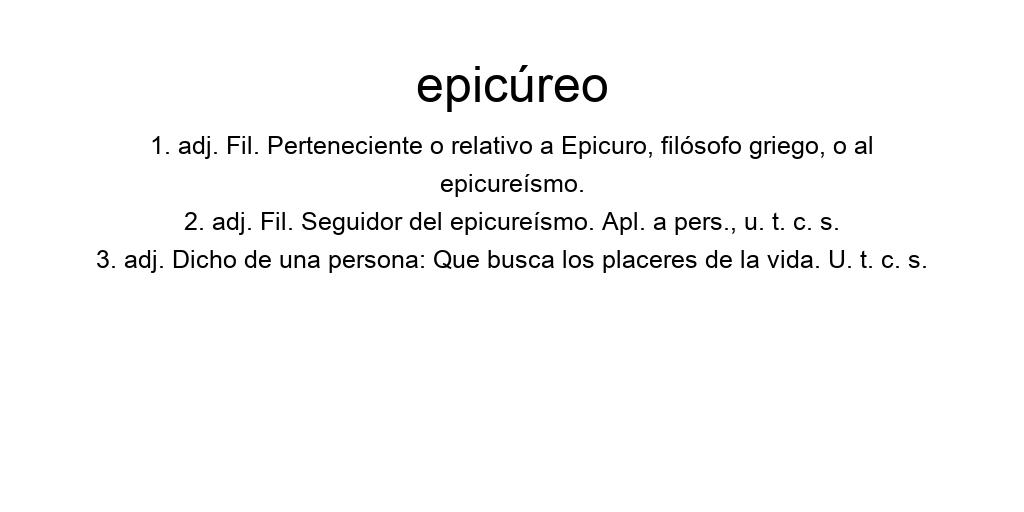 epicúreo
1. adj. Fil. Perteneciente o relativo a Epicuro, filósofo griego, o al
epicureísmo.
2. adj. Fil. Seguidor del epicureísmo. Apl. a pers., u. t. c. s.
3. adj. Dicho de una persona: Que busca los placeres de la vida. U. t. c. s.